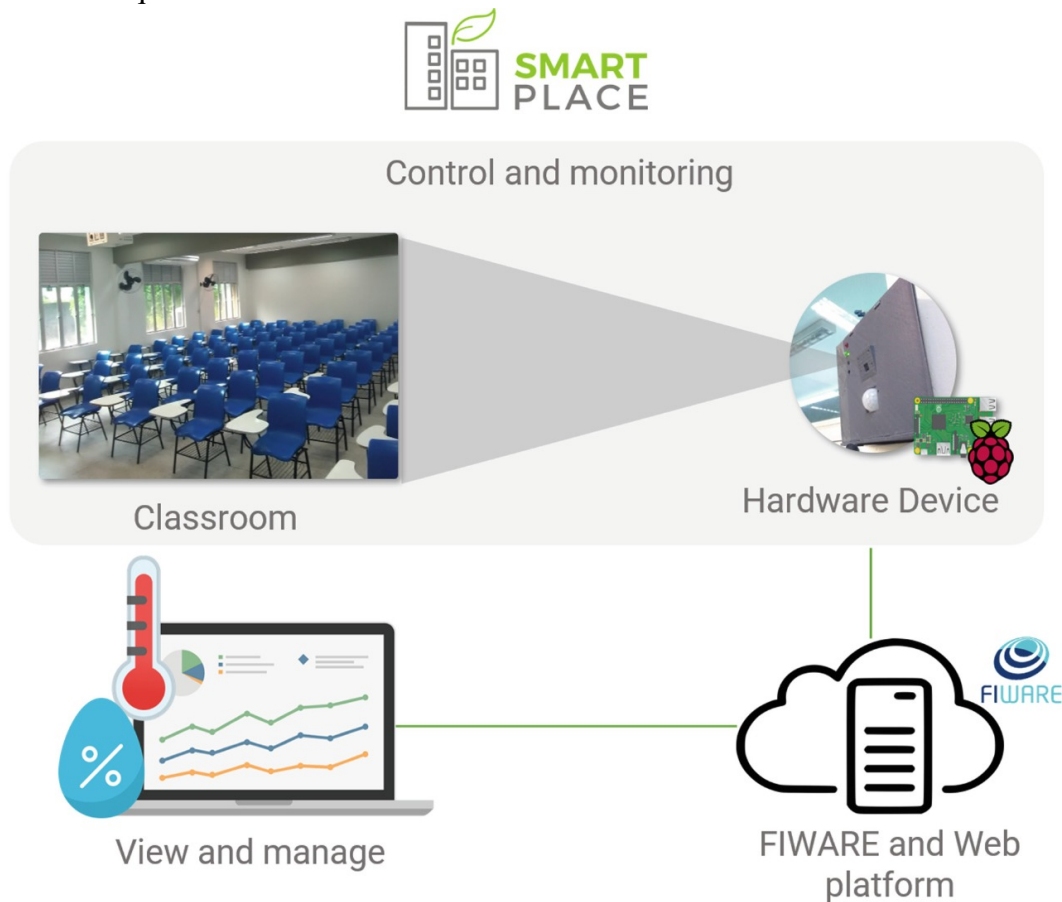 SMART
PLACE
Control and monitoring
Classroom
Hardware Device
FIWARE
%
View and manage
FIWARE and Web
platform